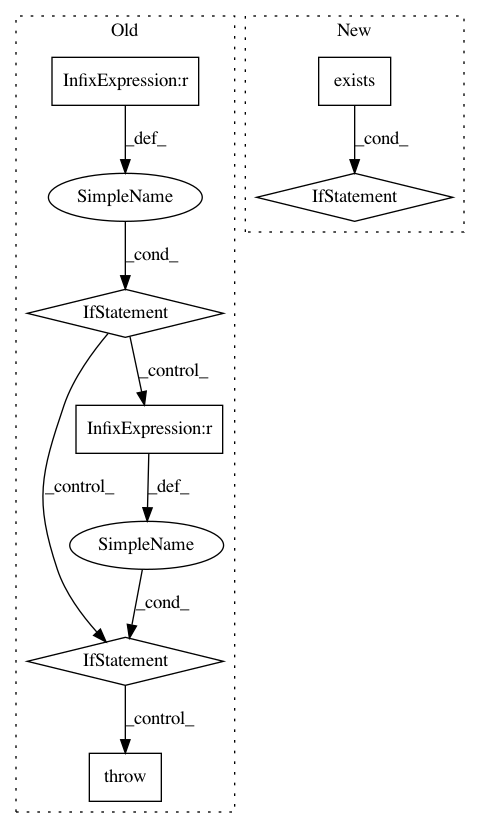 Old
New
InfixExpression:r
exists
_def_
_cond_
SimpleName
IfStatement
_cond_
IfStatement
_control_
InfixExpression:r
_control_
_def_
SimpleName
_cond_
IfStatement
_control_
throw